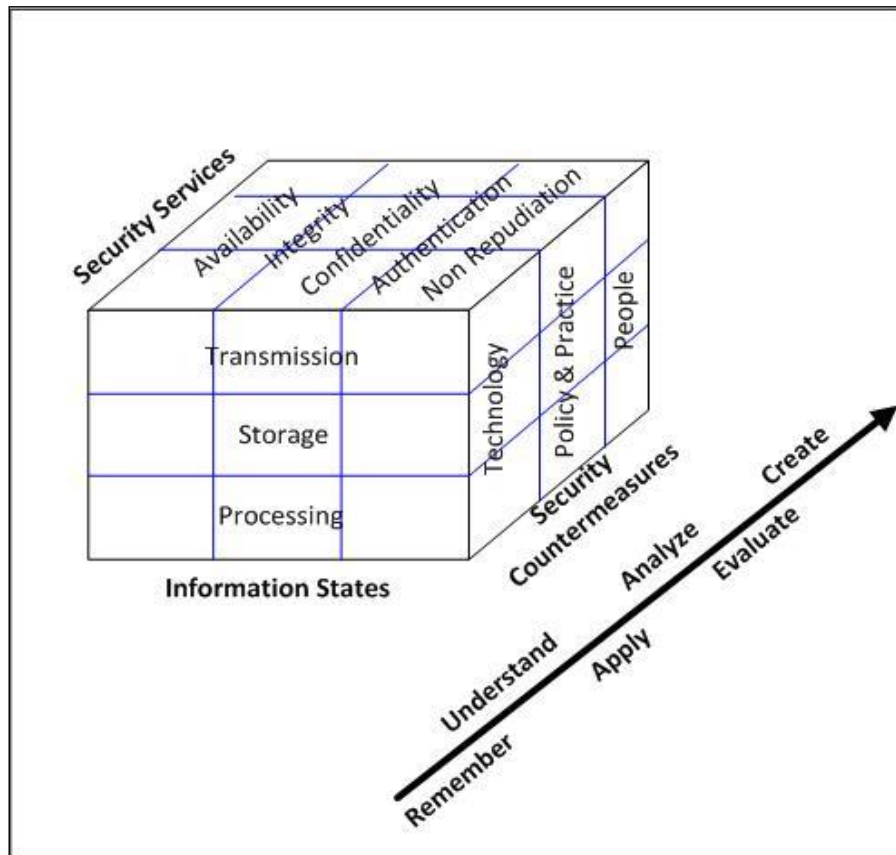 Security Services
Availability
Integrity
Confidentiality
Authentication
Non Repudiation
Transmission
Storage
Processing
Technology
Policy & Practice
People
Information States
Security
Countermeasures
Remember
Understand
Apply
Analyze
Evaluate
Create